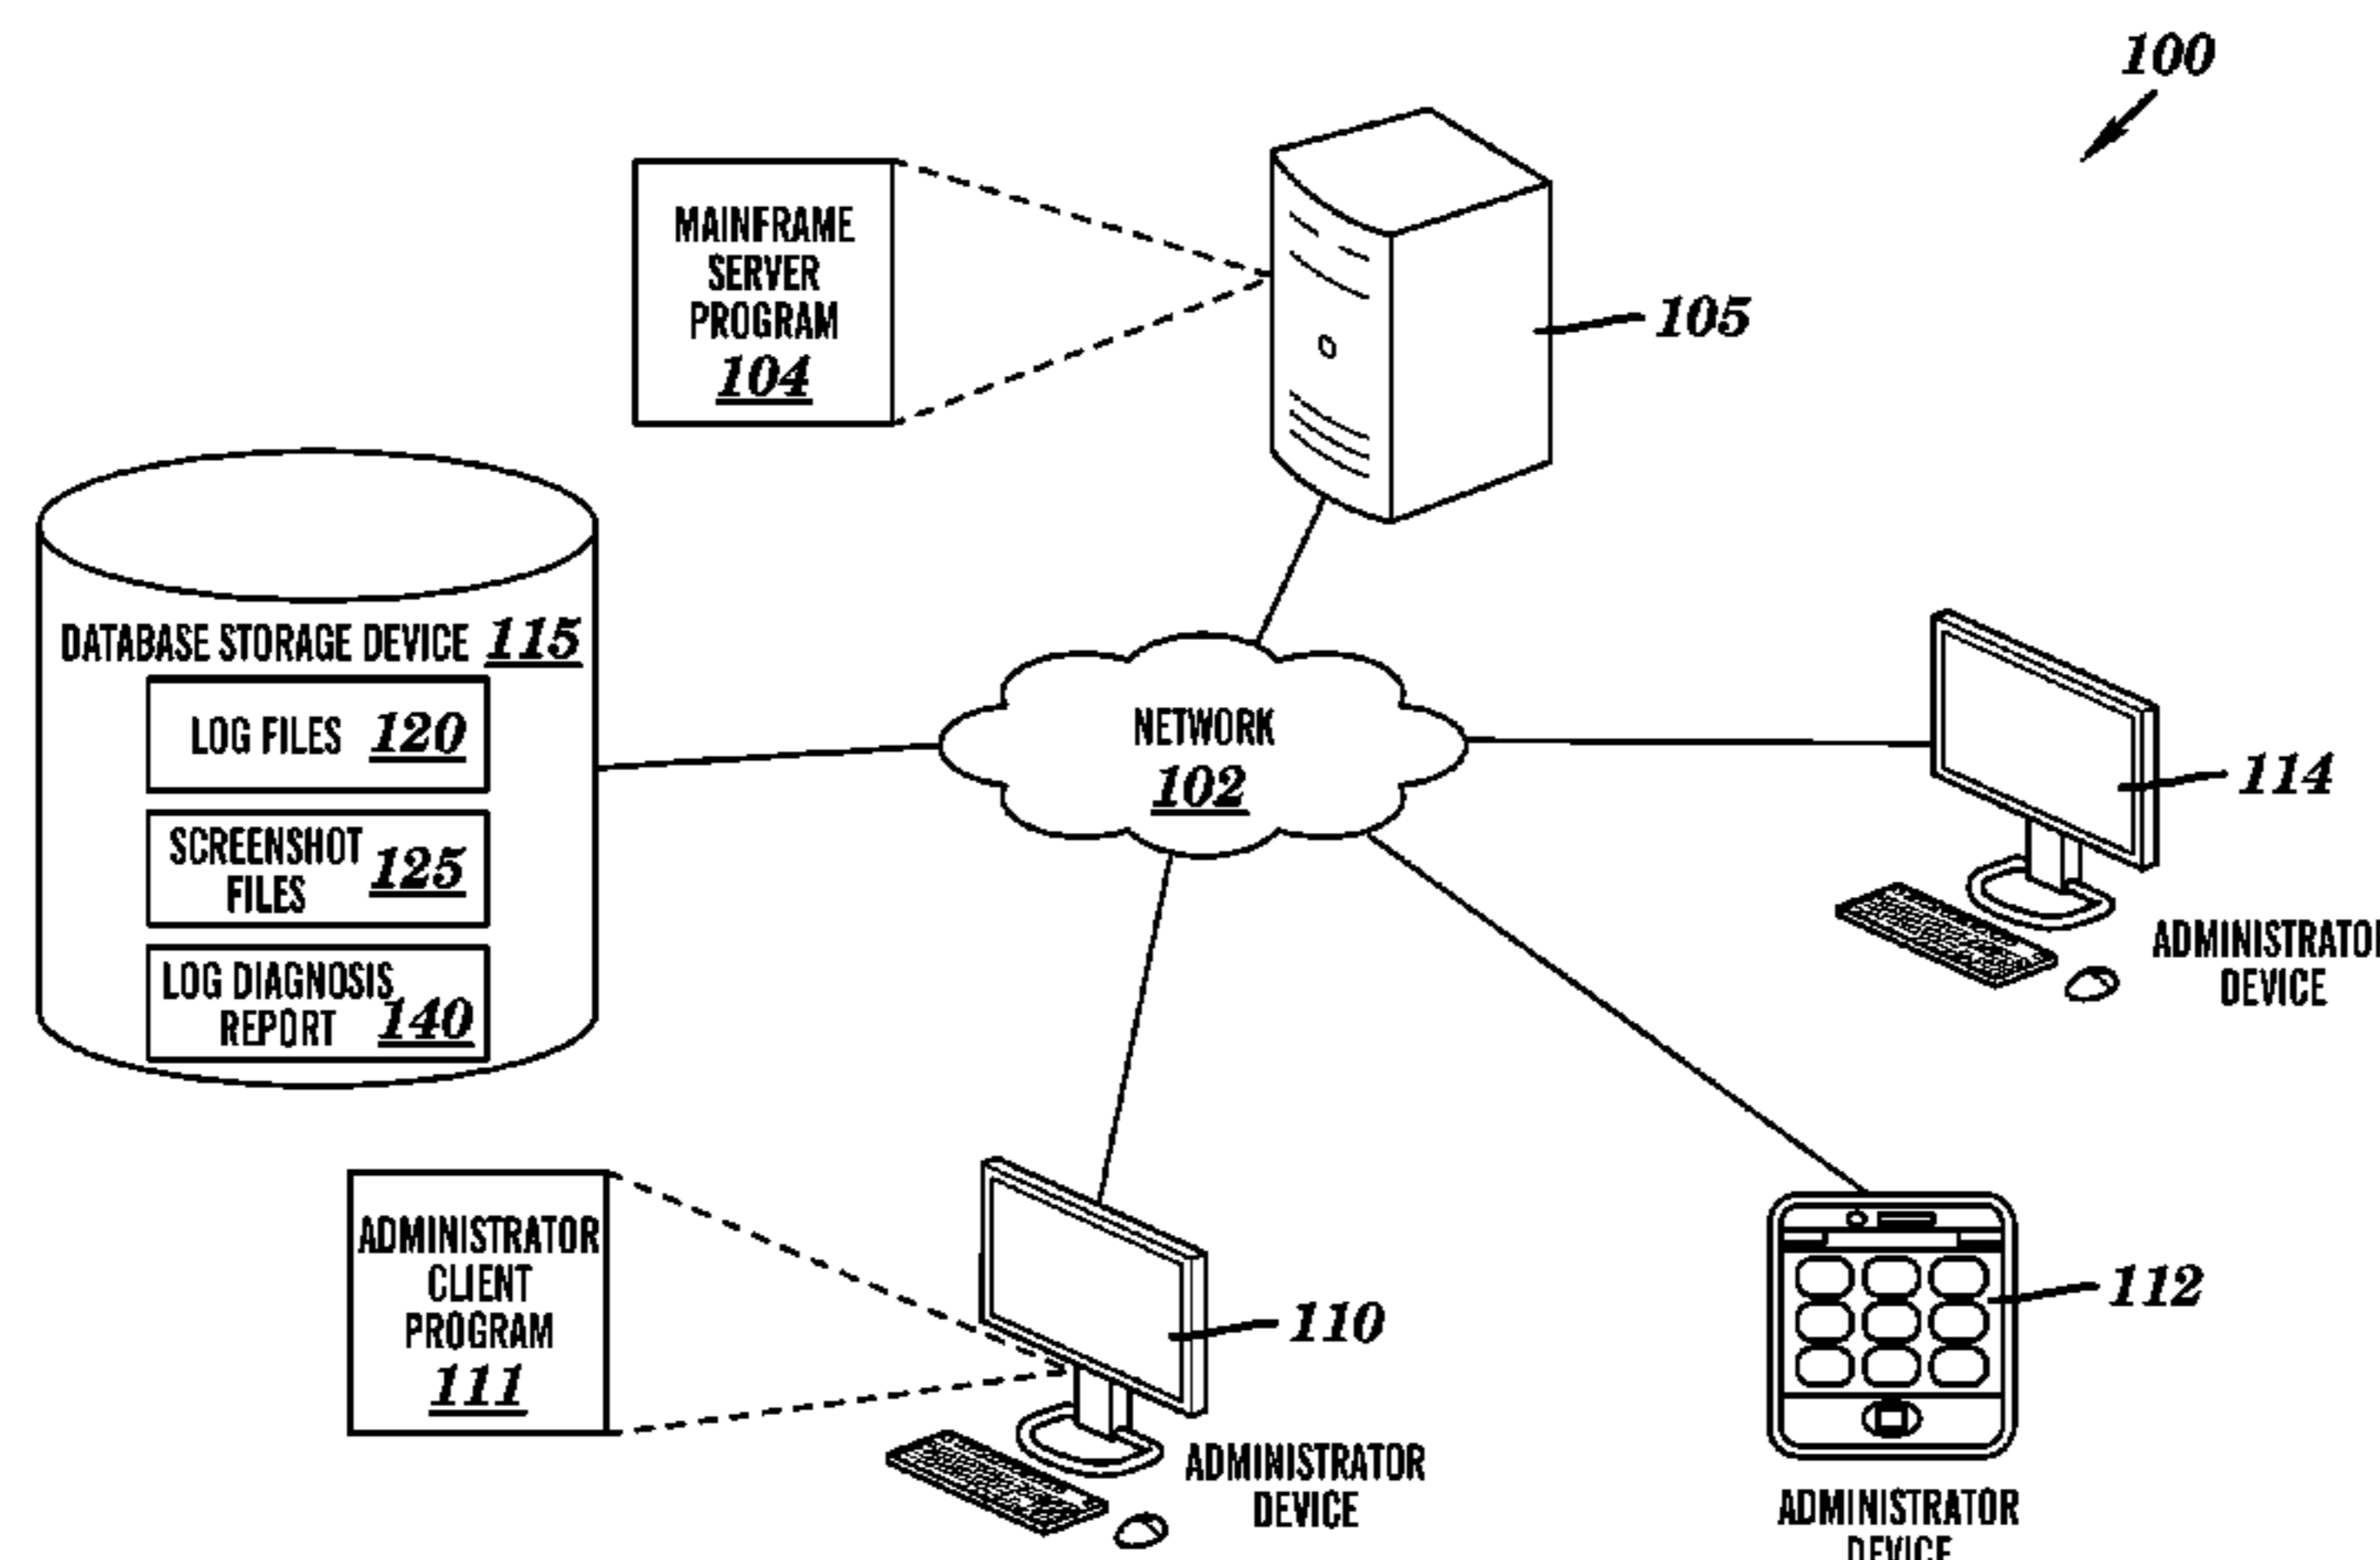 100
MAINFRAME
SERVER
PROGRAM
104
105
DATABASE STORAGE DEVICE 115
LOG FILES 120
SCREENSHOT
FILES 125
LOG DIAGNOSIS
REPORT 140
NETWORK
102
114
ADMINISTRATOR
DEVICE
ADMINISTRATOR
CLIENT
PROGRAM
111
110
ADMINISTRATOR
DEVICE
112
ADMINISTRATOR
DEVICE